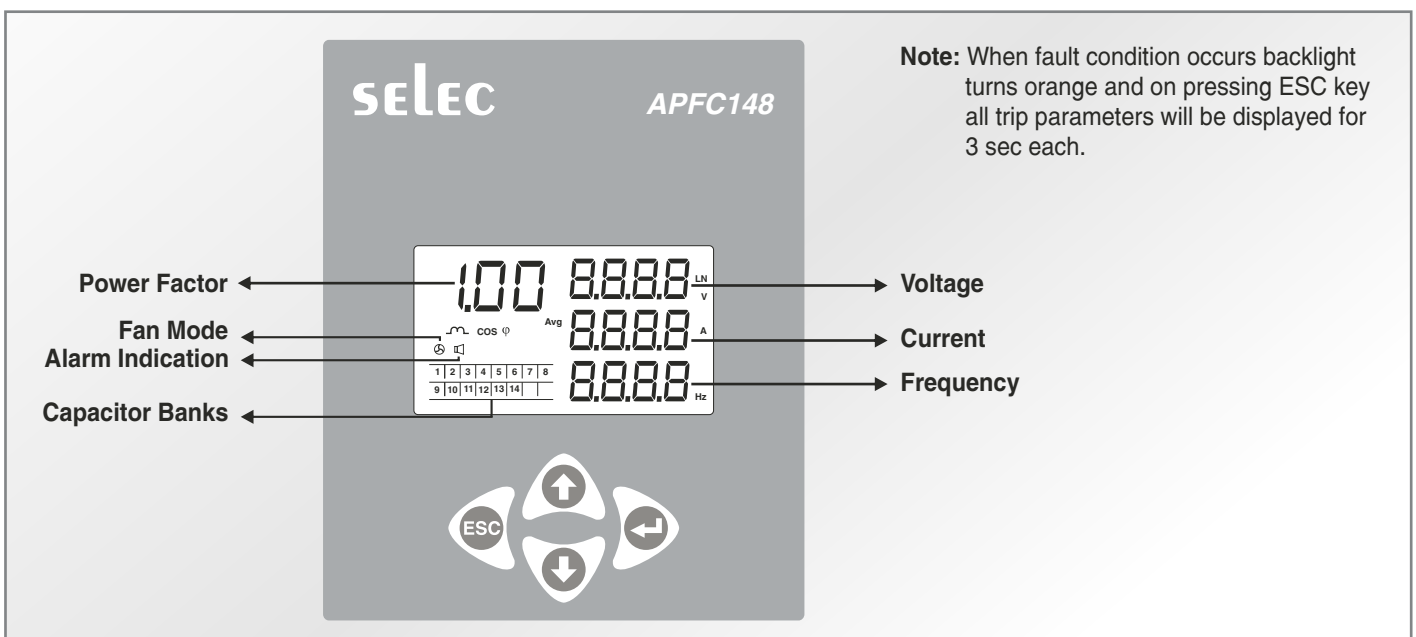 selec
APFC148
Note: When fault condition occurs backlight
turns orange and on pressing ESC key
all trip parameters will be displayed for
3 sec each.
Power Factor
Fan Mode
Alarm Indication
Capacitor Banks
1.00
cos φ
Avg
1 2 3 4 5 6 7 8
9 10 11 12 13 14
8.8.8.8 LN V
8.8.8.8 A
8.8.8.8 Hz
Voltage
Current
Frequency
ESC